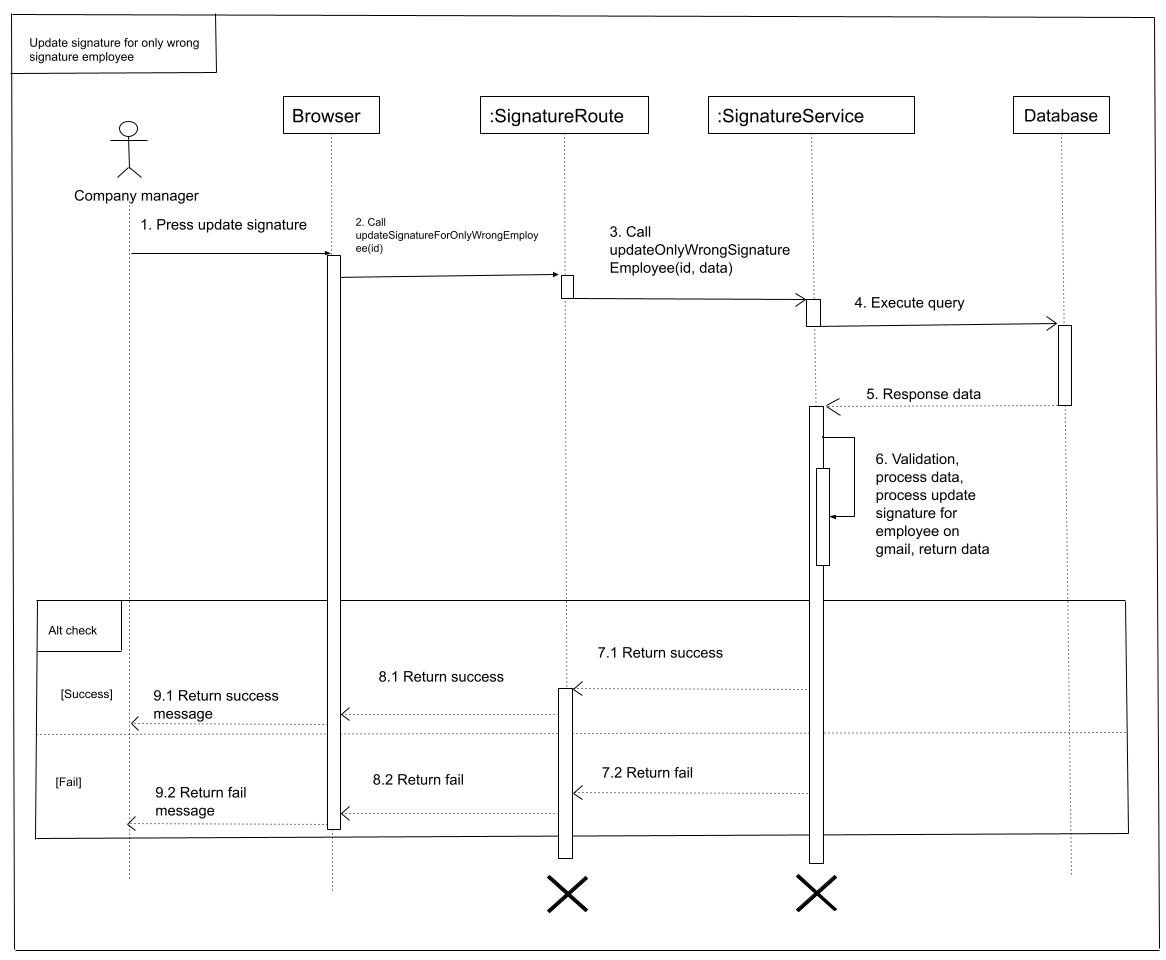 Update signature for only wrong
signature employee
Browser
:SignatureRoute
:SignatureService
Database
Company manager
1. Press update signature
2. Call
updateSignatureForOnlyWrongEmploy
ee(id)
3. Call
updateOnlyWrongSignature
Employee(id, data)
4. Execute query
5. Response data
6. Validation,
process data,
process update
signature for
employee on
gmail, return data
Alt check
7.1 Return success
8.1 Return success
[Success]
9.1 Return success
message
[Fail]
7.2 Return fail
8.2 Return fail
9.2 Return fail
message